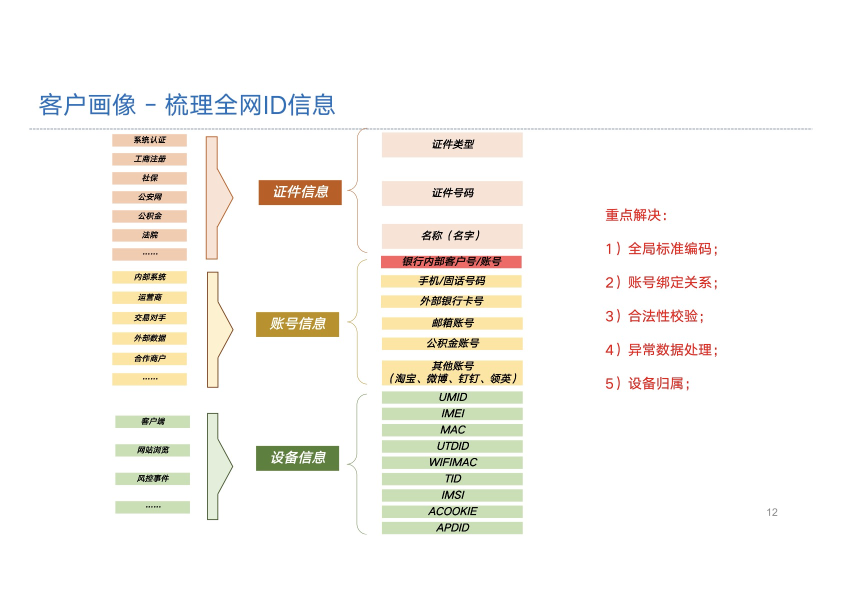 客户画像 – 梳理全网ID信息
系统认证
工商注册
社保
公安网
公积金
法院
……
证件信息
证件类型
证件号码
名称（名字）
内部系统
运营商
交易对手
外部数据
合作商户
……
账号信息
银行内部客户号/账号
手机/固话号码
外部银行卡号
邮箱账号
公积金账号
其他账号
（淘宝、微博、钉钉、领英）
客户端
网站浏览
风控事件
……
设备信息
UMID
IMEI
MAC
UTDID
WIFIMAC
TID
IMSI
ACOOKIE
APDID
重点解决：
1）全局标准编码；
2）账号绑定关系；
3）合法性校验；
4）异常数据处理；
5）设备归属；
12